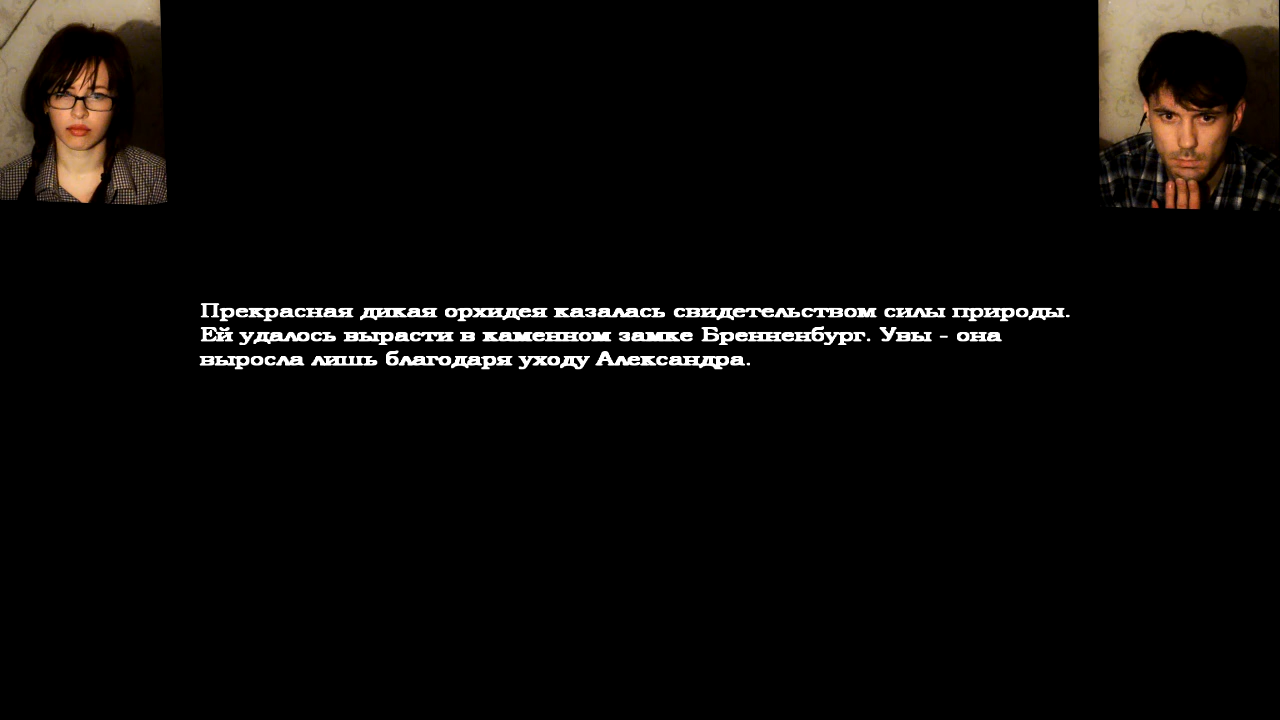 Прекрасная дикая орхидея казалась свидетельством силы природы.
Ей удалось вырасти в каменном замке Бренненбург. Увы - она
выросла лишь благодаря уходу Александра.